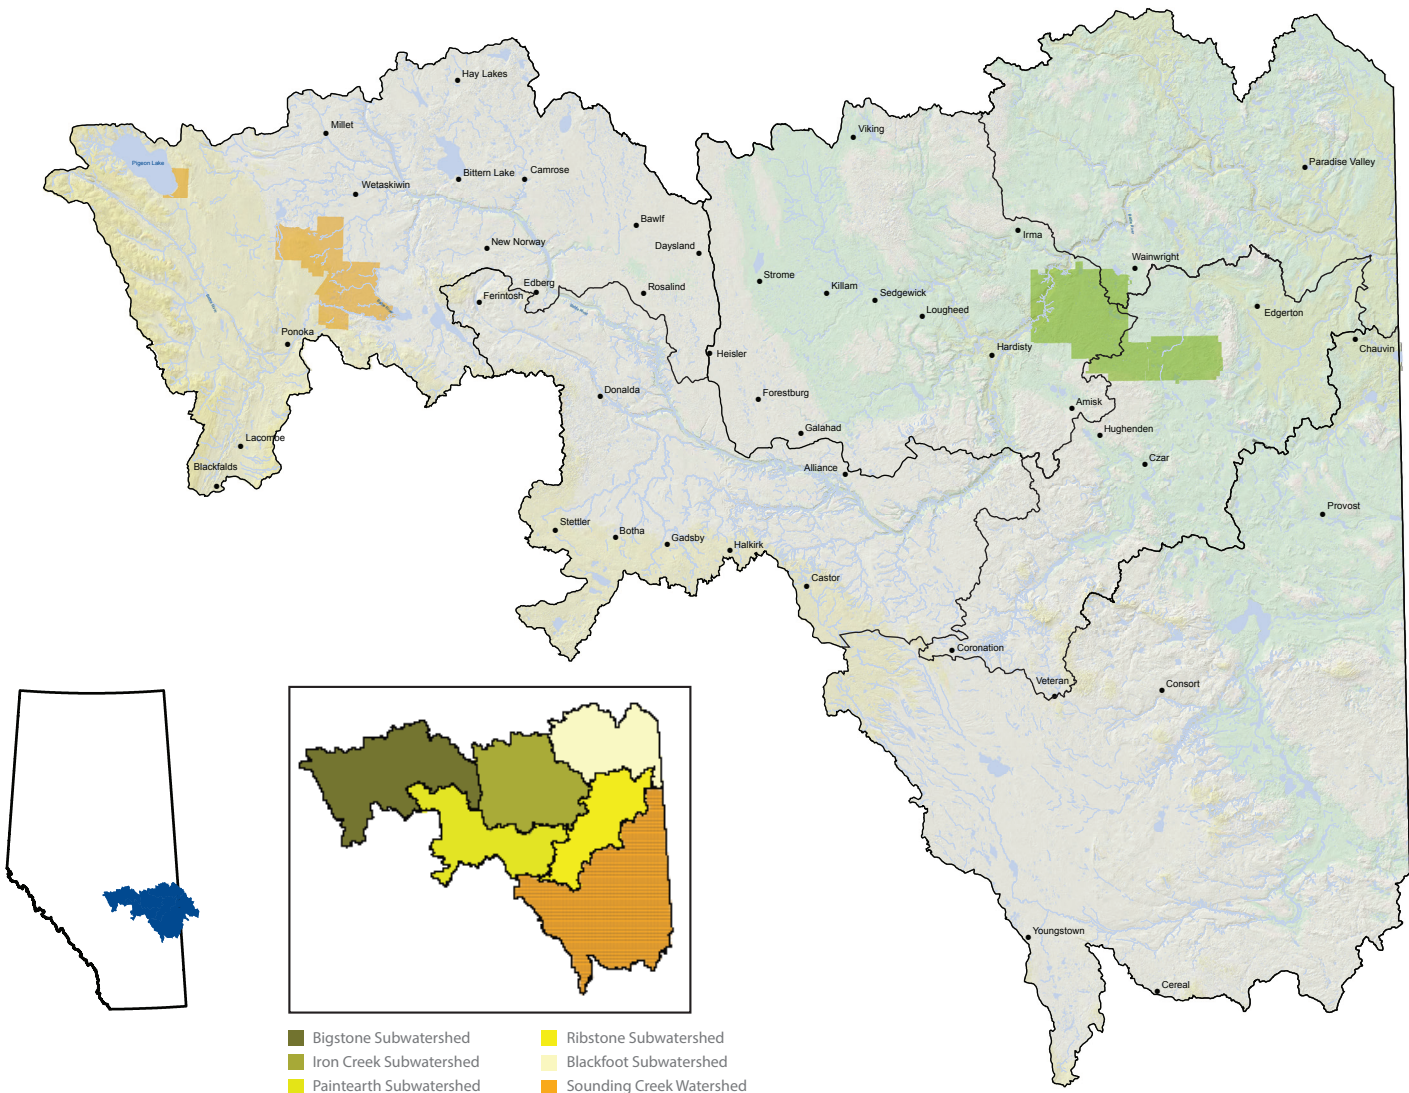 Hay Lakes
Millet
Viking
Pigeon Lake
Paradise Valley
Bittern Lake
Camrose
Wetaskiwin
Bawlf
Irma
New Norway
Daysland
Wainwright
Strome
Edberg
Rosalind
Killam
Sedgewick
Ferintosh
Lougheed
Edgerton
Ponoka
Heisler
Hardisty
Chauvin
Donalda
Forestburg
Amisk
Galahad
Hughenden
Lacombe
Czar
Blackfalds
Alliance
Provost
Stettler
Botha
Gadsby
Halkirk
Castor
Coronation
Veteran
Consort
Youngstown
Cereal
Bigstone Subwatershed
Iron Creek Subwatershed
Paintearth Subwatershed
Ribstone Subwatershed
Blackfoot Subwatershed
Sounding Creek Watershed